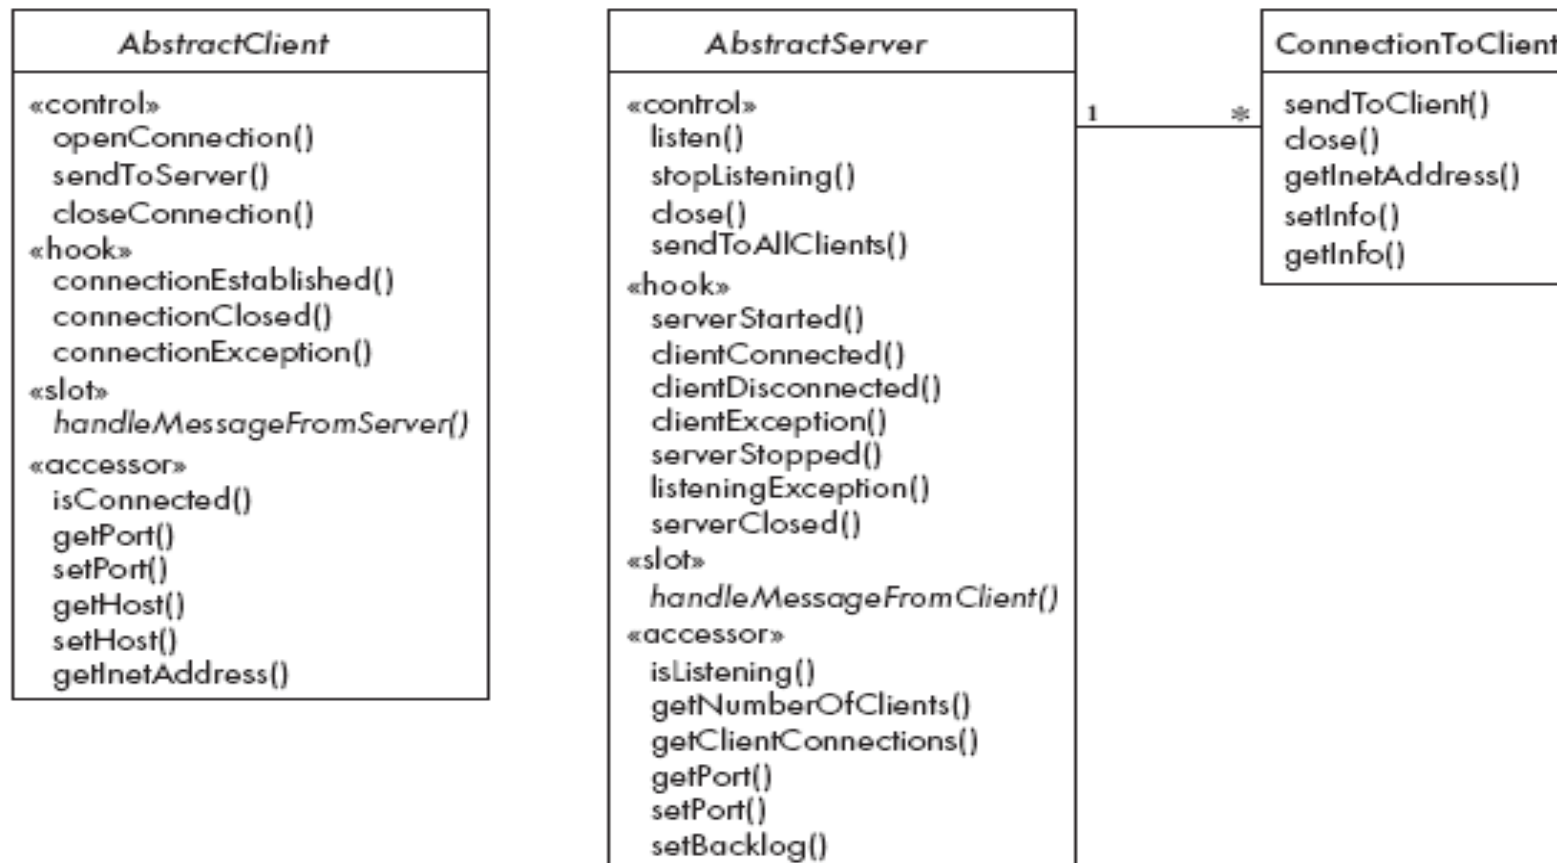 AbstractClient
«control»
openConnection()
sendToServer()
closeConnection()
«hook»
connectionEstablished()
connectionClosed()
connectionException()
«slot»
handleMessageFromServer()
«accessor»
isConnected()
getPort()
setPort()
getHost()
setHost()
getInetAddress()
AbstractServer
«control»
listen()
stopListening()
close()
sendToAllClients()
«hook»
serverStarted()
clientConnected()
clientDisconnected()
clientException()
serverStopped()
listeningException()
serverClosed()
«slot»
handleMessageFromClient()
«accessor»
isListening()
getNumberOfClients()
getClientConnections()
getPort()
setPort()
setBacklog()
1 *
ConnectionToClient
sendToClient()
close()
getInetAddress()
setInfo()
getInfo()